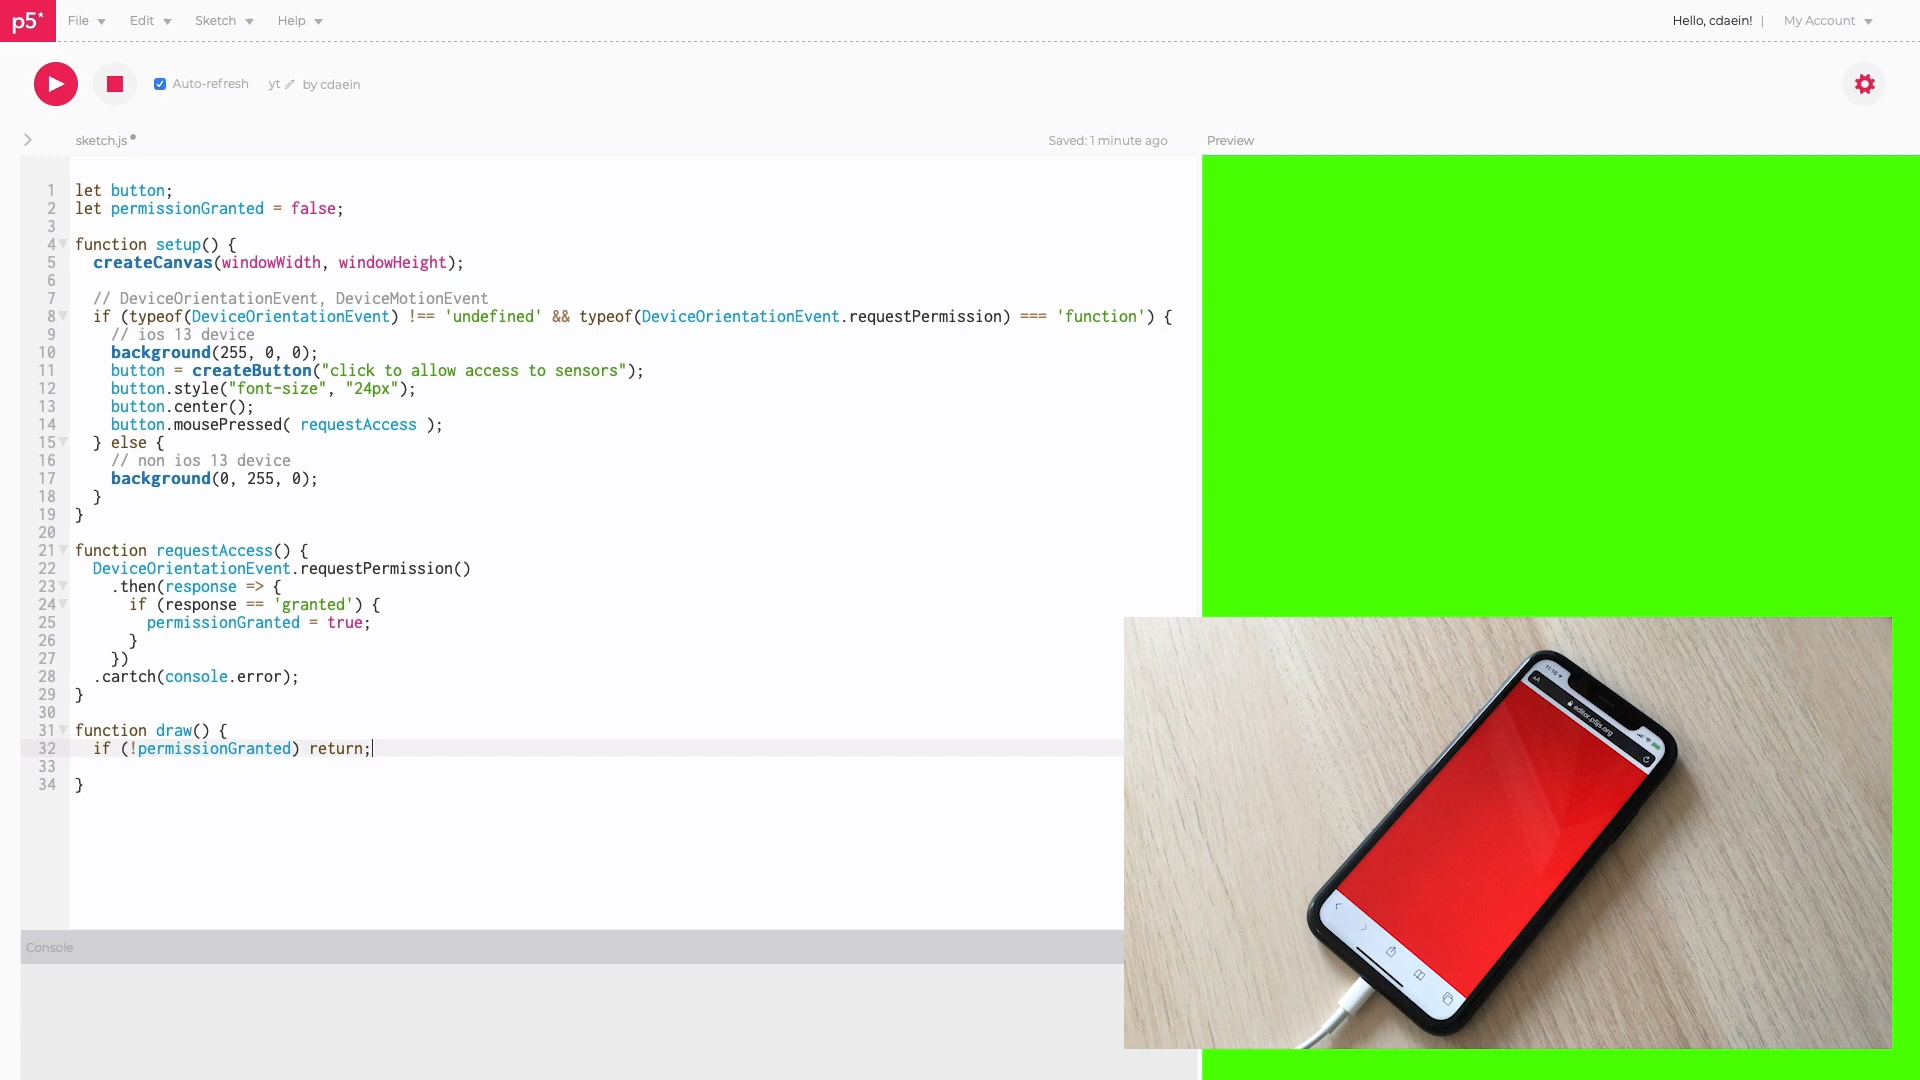 p5*
File
Edit
Sketch
Help
Hello, cdaein!
|
My Account
Auto-refresh
yt
by cdaein
sketch.js
Saved: 1 minute ago
Preview
1 let button;
2 let permissionGranted = false;
3
4 function setup() {
5 createCanvas(windowWidth, windowHeight);
6
7 // DeviceOrientationEvent, DeviceMotionEvent
8 if (typeof(DeviceOrientationEvent) !== 'undefined' && typeof(DeviceOrientationEvent.requestPermission) === 'function') {
9 // ios 13 device
10 background(255, 0, 0);
11 button = createButton("click to allow access to sensors");
12 button.style("font-size", "24px");
13 button.center();
14 button.mousePressed( requestAccess );
15 } else {
16 // non ios 13 device
17 background(0, 255, 0);
18 }
19 }
20
21 function requestAccess() {
22 DeviceOrientationEvent.requestPermission()
23 .then(response => {
24 if (response == 'granted') {
25 permissionGranted = true;
26 }
27 })
28 .cartch(console.error);
29 }
30
31 function draw() {
32 if (!permissionGranted) return;
33
34 }
Console
AA
editor.p5js.org